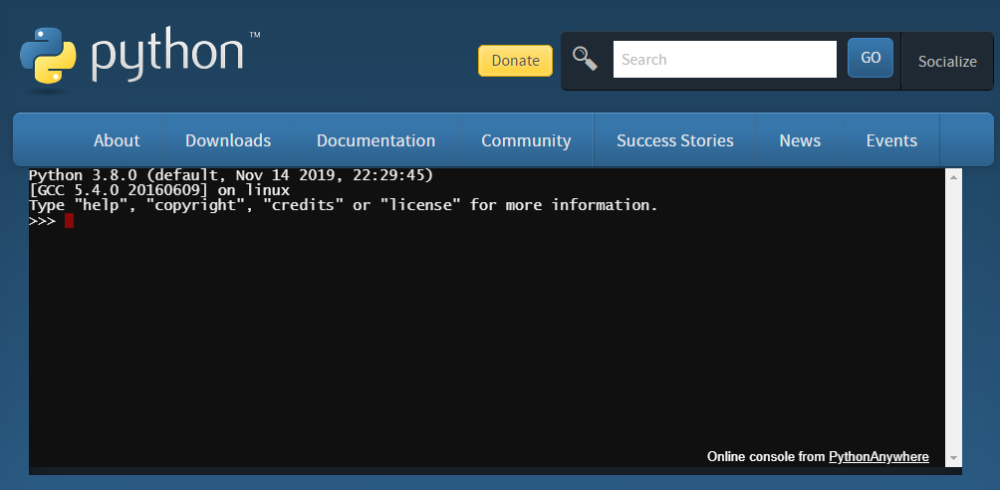 python™
Donate
Search
GO
Socialize
About Downloads Documentation Community Success Stories News Events
Python 3.8.0 (default, Nov 14 2019, 22:29:45)
[GCC 5.4.0 20160609] on linux
Type "help", "copyright", "credits" or "license" for more information.
>>>
Online console from PythonAnywhere